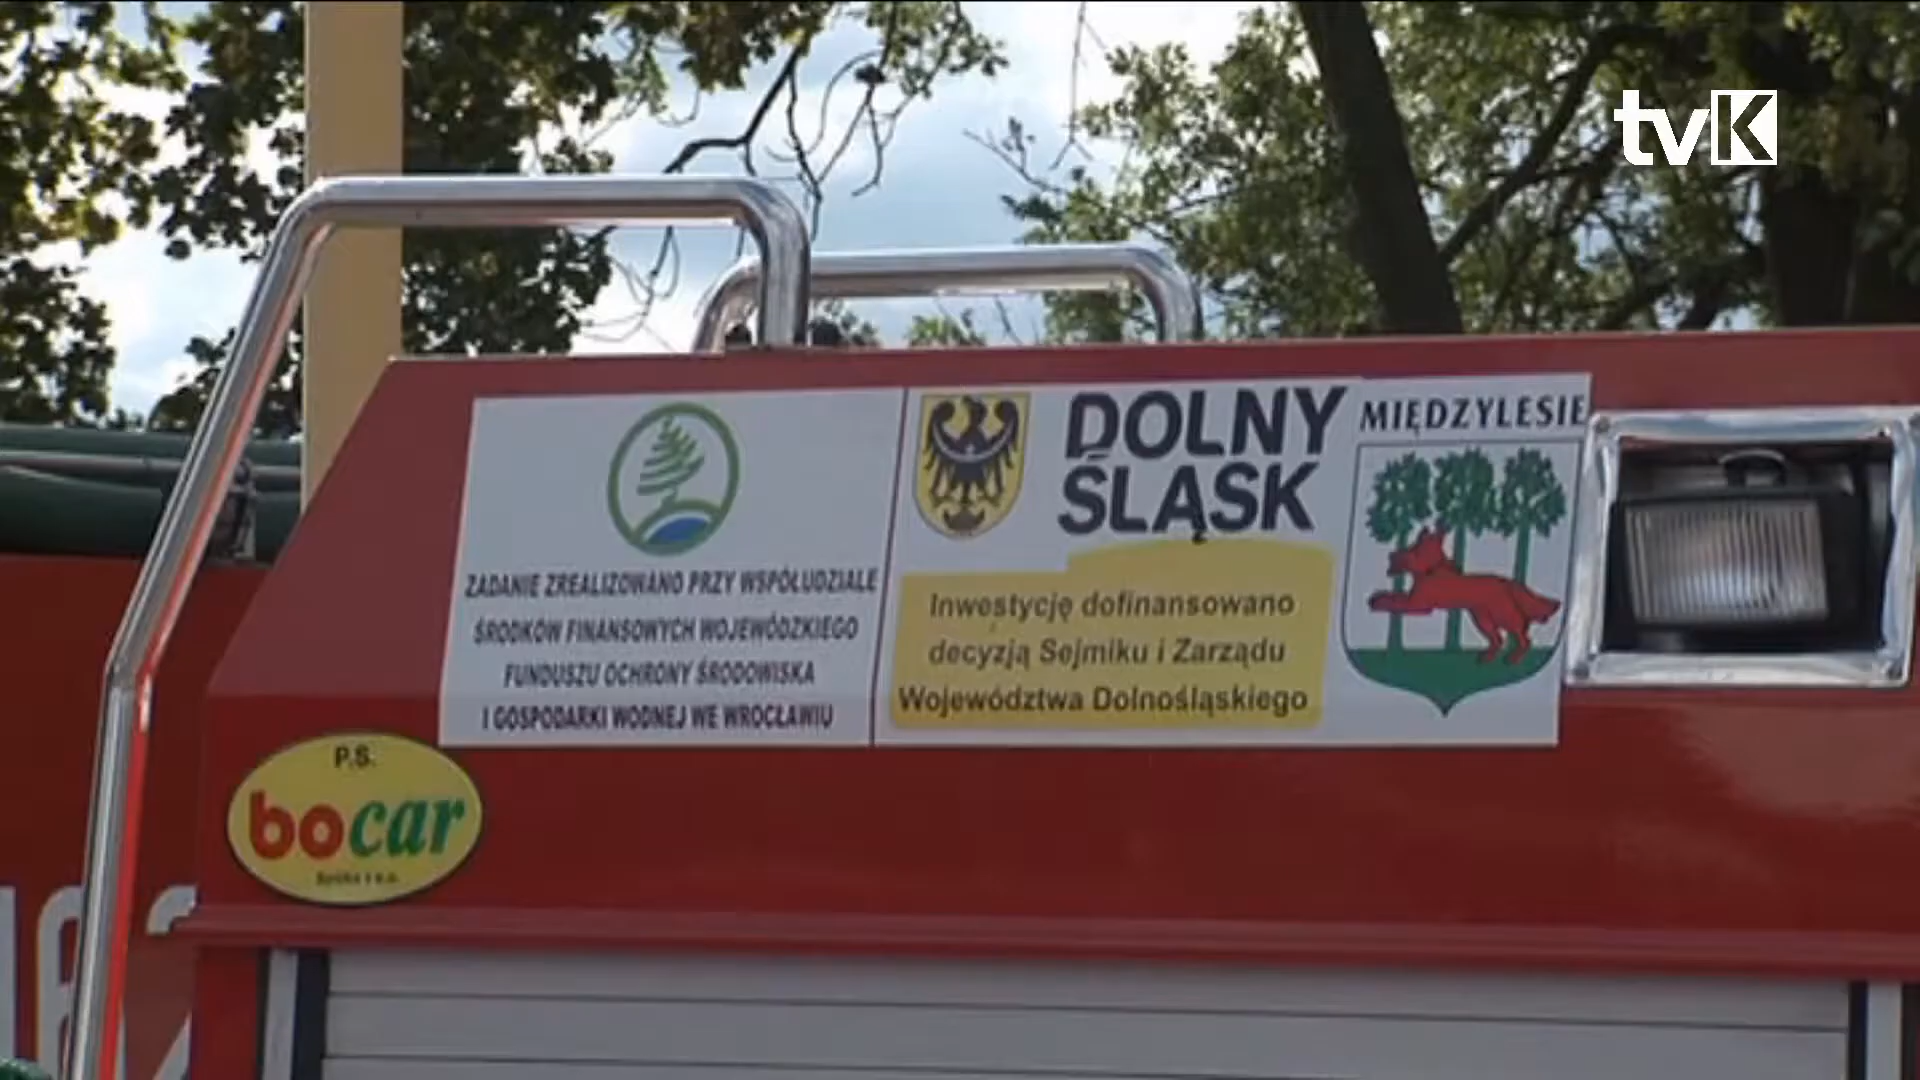 tvK
DOLNY
ŚLĄSK
MIĘDZYLESIE
ZADANIE ZREALIZOWANO PRZY WSPÓŁUDZIALE
ŚRODKÓW FINANSOWYCH WOJEWÓDZKIEGO
FUNDUSZU OCHRONY ŚRODOWISKA
I GOSPODARKI WODNEJ WE WROCŁAWIU
Inwestycję dofinansowano
decyzją Sejmiku i Zarządu
Województwa Dolnośląskiego
P.S.
bocar